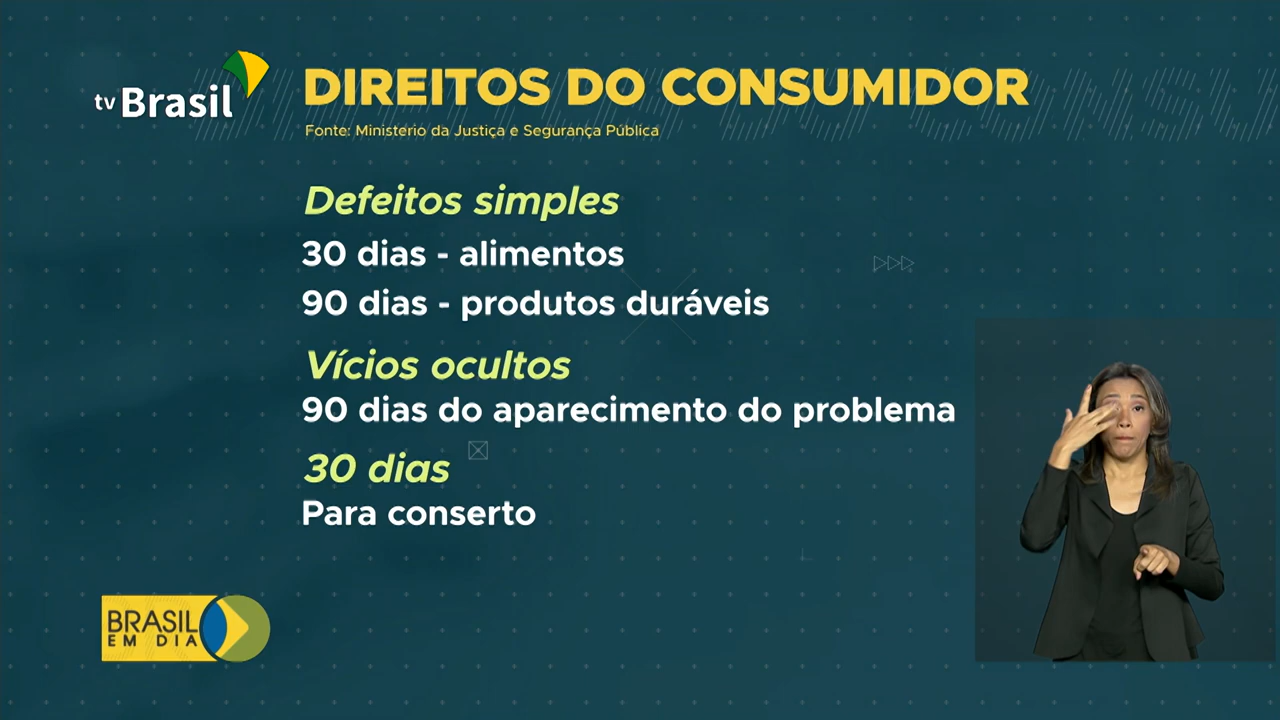 tv Brasil
DIREITOS DO CONSUMIDOR
Fonte: Ministério da Justiça e Segurança Pública
Defeitos simples
30 dias - alimentos
90 dias - produtos duráveis
Vícios ocultos
90 dias do aparecimento do problema
30 dias
Para conserto
BRASIL
EM DIA